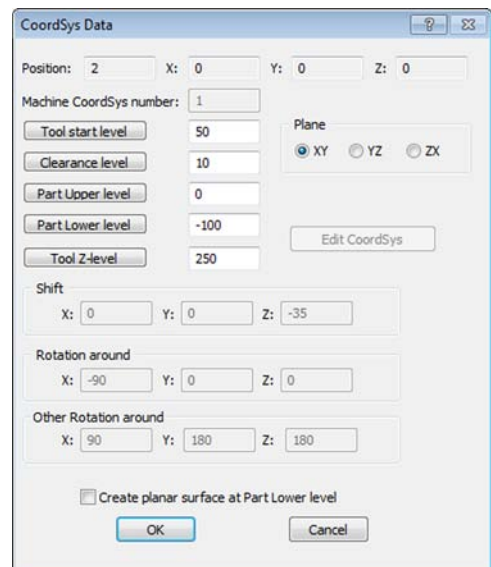 CoordSys Data
Position: 2 X: 0 Y: 0 Z: 0
Machine CoordSys number: 1
Tool start level 50
Plane
XY YZ ZX
Clearance level 10
Part Upper level 0
Part Lower level -100
Edit CoordSys
Tool Z-level 250
Shift
X: 0 Y: 0 Z: -35
Rotation around
X: -90 Y: 0 Z: 0
Other Rotation around
X: 90 Y: 180 Z: 180
Create planar surface at Part Lower level
OK Cancel